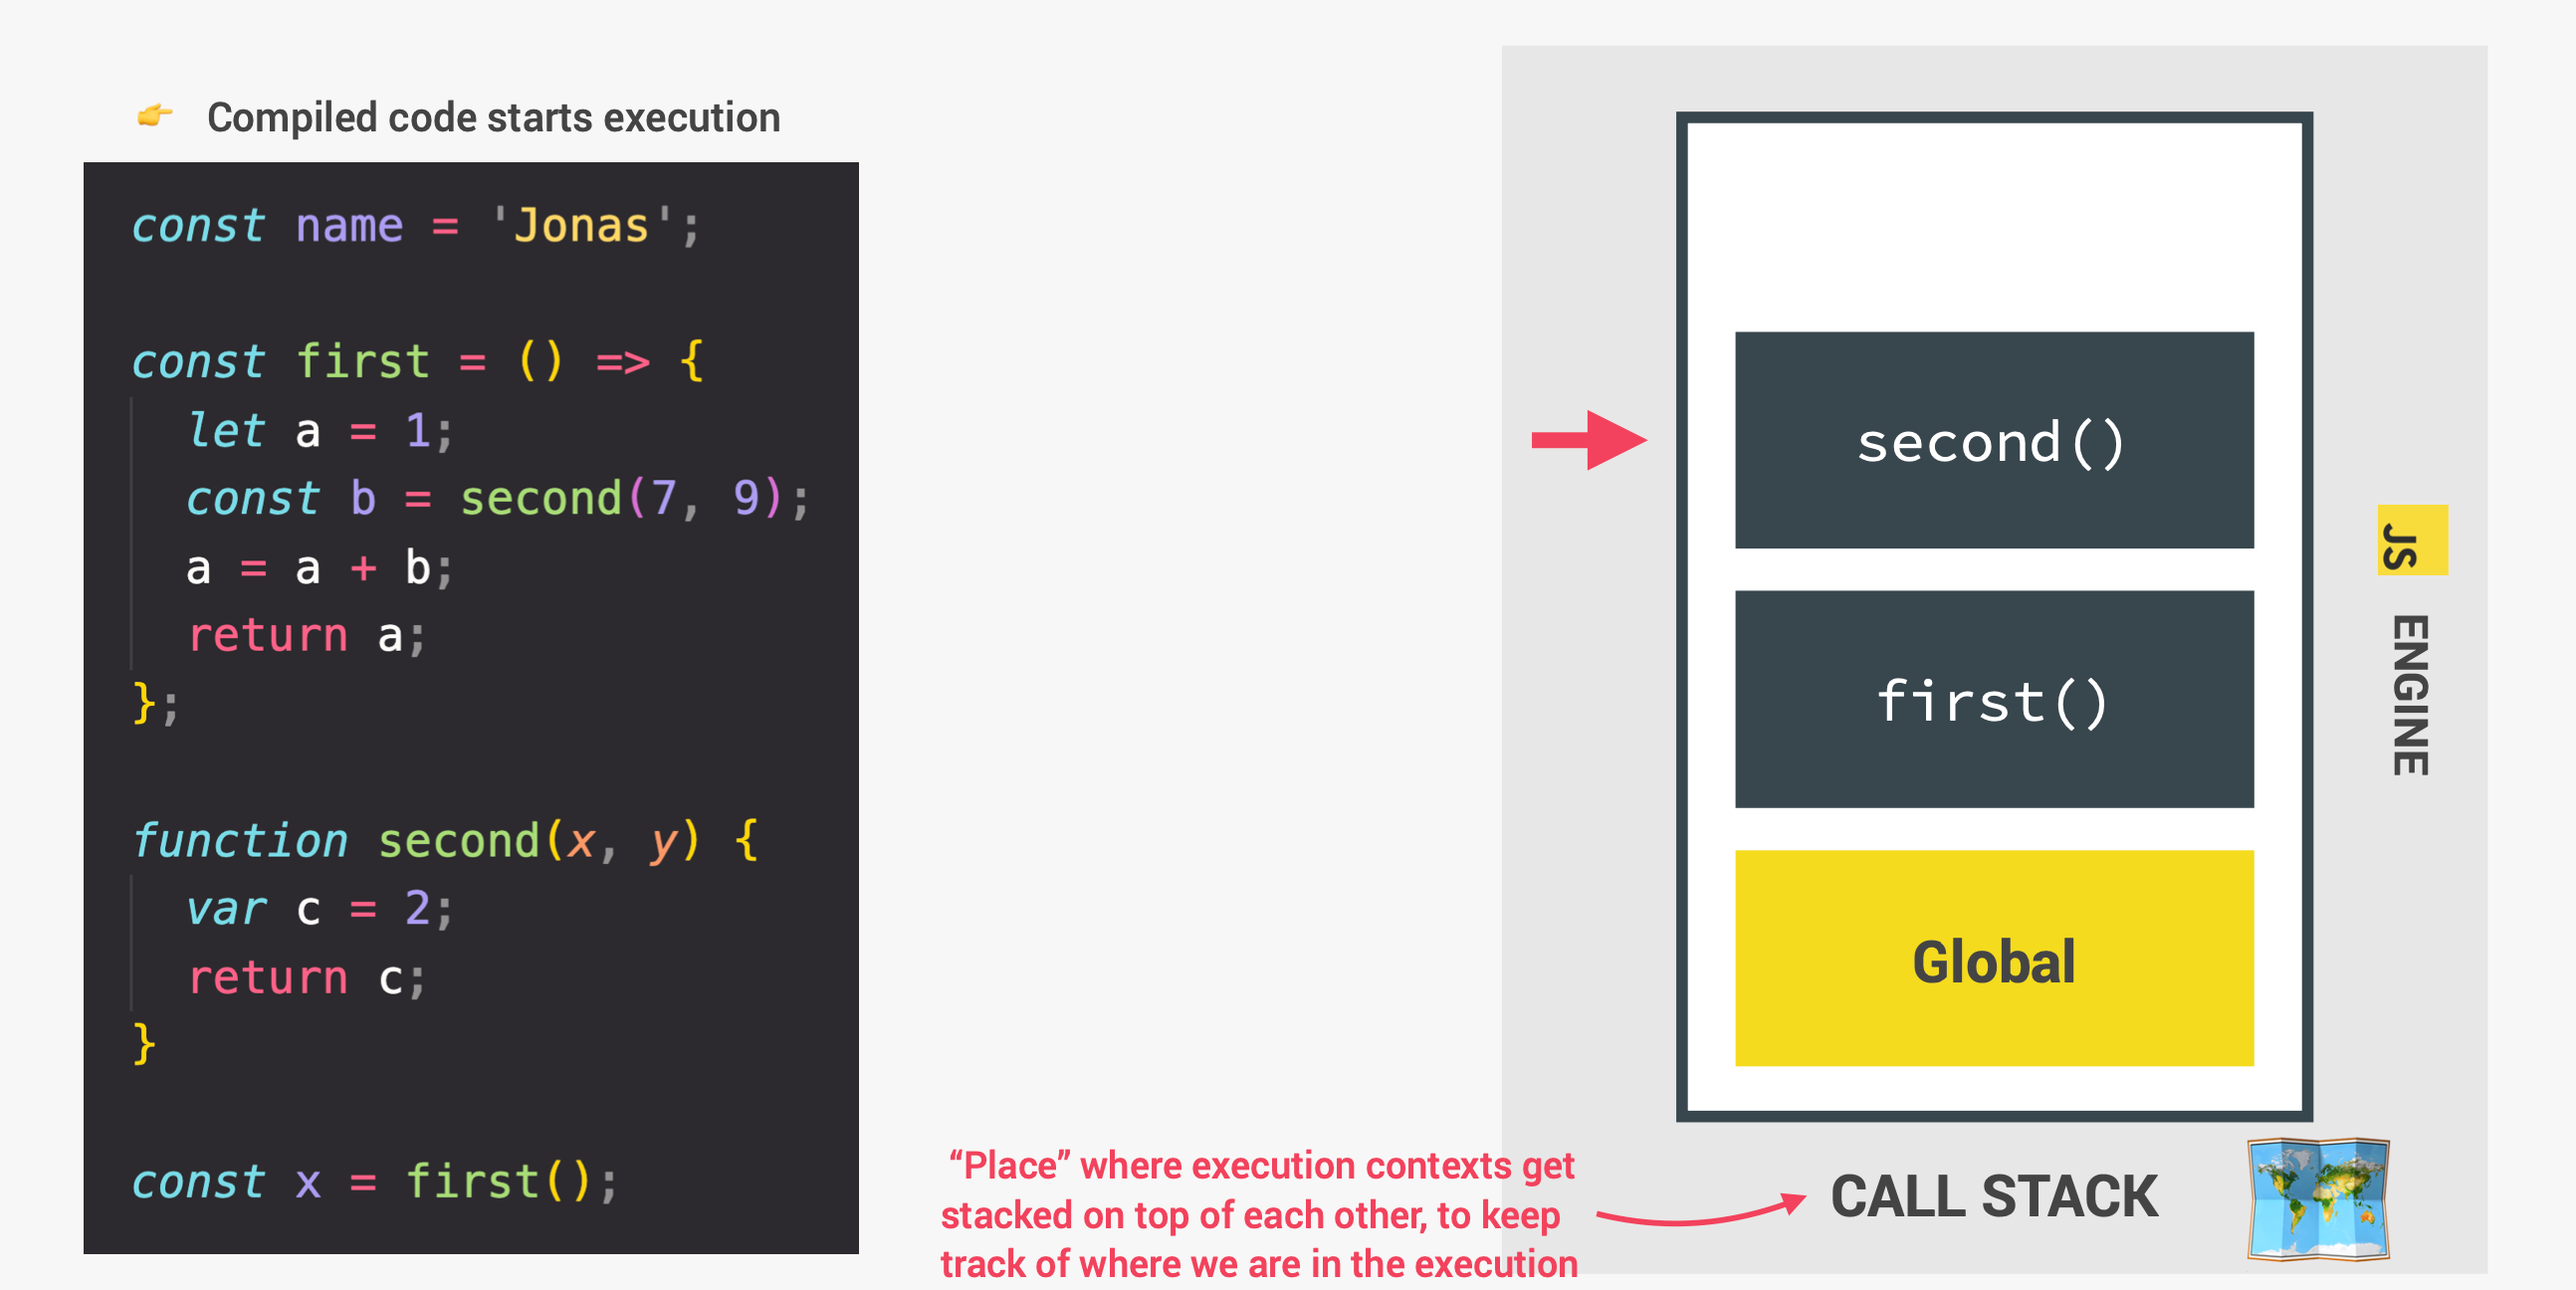 👉 Compiled code starts execution
const name = 'Jonas';
const first = () => {
let a = 1;
const b = second(7, 9);
a = a + b;
return a;
};
function second(x, y) {
var c = 2;
return c;
}
const x = first();
second()
first()
Global
JS ENGINE
“Place” where execution contexts get
stacked on top of each other, to keep
track of where we are in the execution
CALL STACK